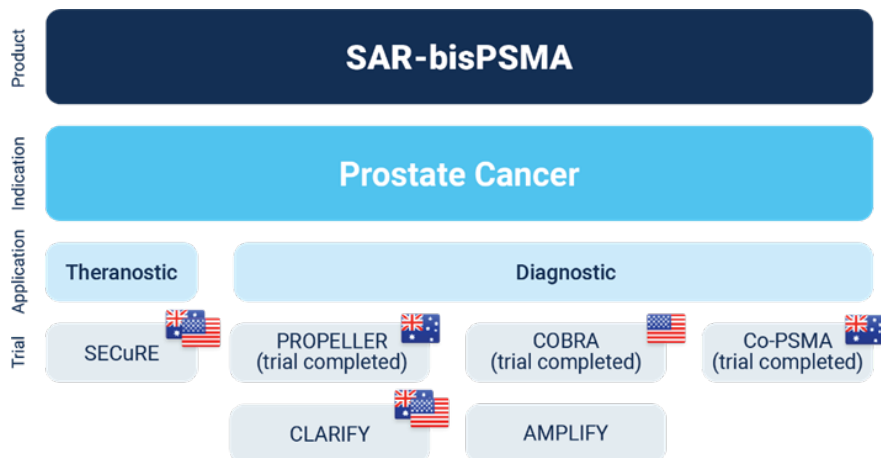 Product
SAR-bisPSMA
Indication
Prostate Cancer
Application
Theranostic
Diagnostic
Trial
SECuRE
PROPELLER
(trial completed)
COBRA
(trial completed)
Co-PSMA
(trial completed)
CLARIFY
AMPLIFY